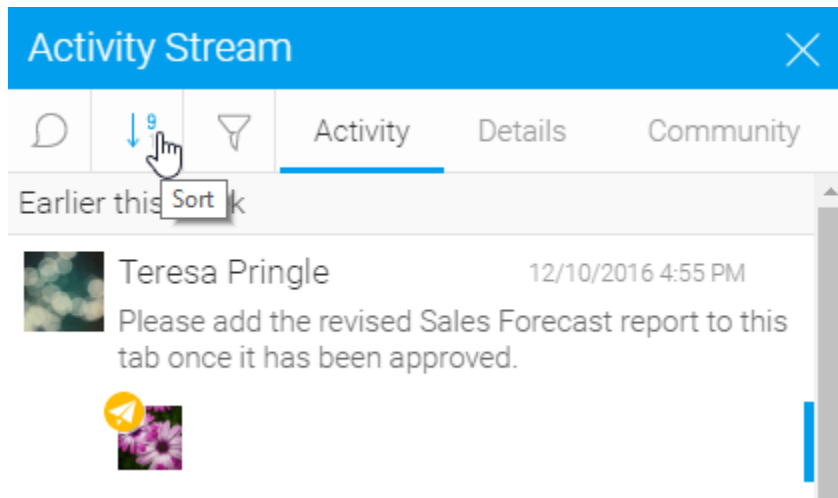 Activity Stream
9
Activity Details Community
Sort
Earlier this k
Teresa Pringle 12/10/2016 4:55 PM
Please add the revised Sales Forecast report to this
tab once it has been approved.